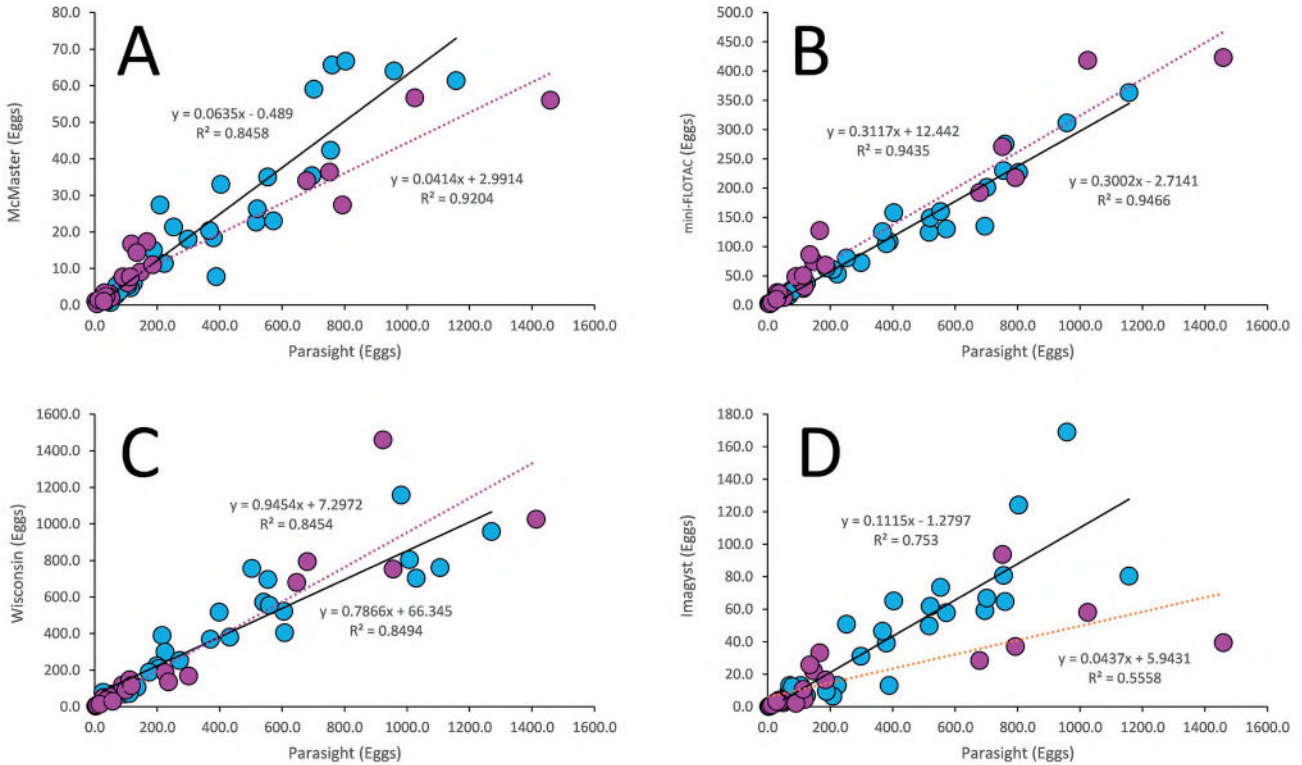 A
McMaster (Eggs)
80.0
70.0
60.0
50.0
40.0
30.0
20.0
10.0
0.0
y = 0.0635x - 0.489
R² = 0.8458
y = 0.0414x + 2.9914
R² = 0.9204
0.0 200.0 400.0 600.0 800.0 1000.0 1200.0 1400.0 1600.0
Parasight (Eggs)
B
mini-FLOTAC (Eggs)
500.0
450.0
400.0
350.0
300.0
250.0
200.0
150.0
100.0
50.0
0.0
y = 0.3117x + 12.442
R² = 0.9435
y = 0.3002x - 2.7141
R² = 0.9466
0.0 200.0 400.0 600.0 800.0 1000.0 1200.0 1400.0 1600.0
Parasight (Eggs)
C
Wisconsin (Eggs)
1600.0
1400.0
1200.0
1000.0
800.0
600.0
400.0
200.0
0.0
y = 0.9454x + 7.2972
R² = 0.8454
y = 0.7866x + 66.345
R² = 0.8494
0.0 200.0 400.0 600.0 800.0 1000.0 1200.0 1400.0 1600.0
Parasight (Eggs)
D
Imagyst (Eggs)
180.0
160.0
140.0
120.0
100.0
80.0
60.0
40.0
20.0
0.0
y = 0.1115x - 1.2797
R² = 0.753
y = 0.0437x + 5.9431
R² = 0.5558
0.0 200.0 400.0 600.0 800.0 1000.0 1200.0 1400.0 1600.0
Parasight (Eggs)